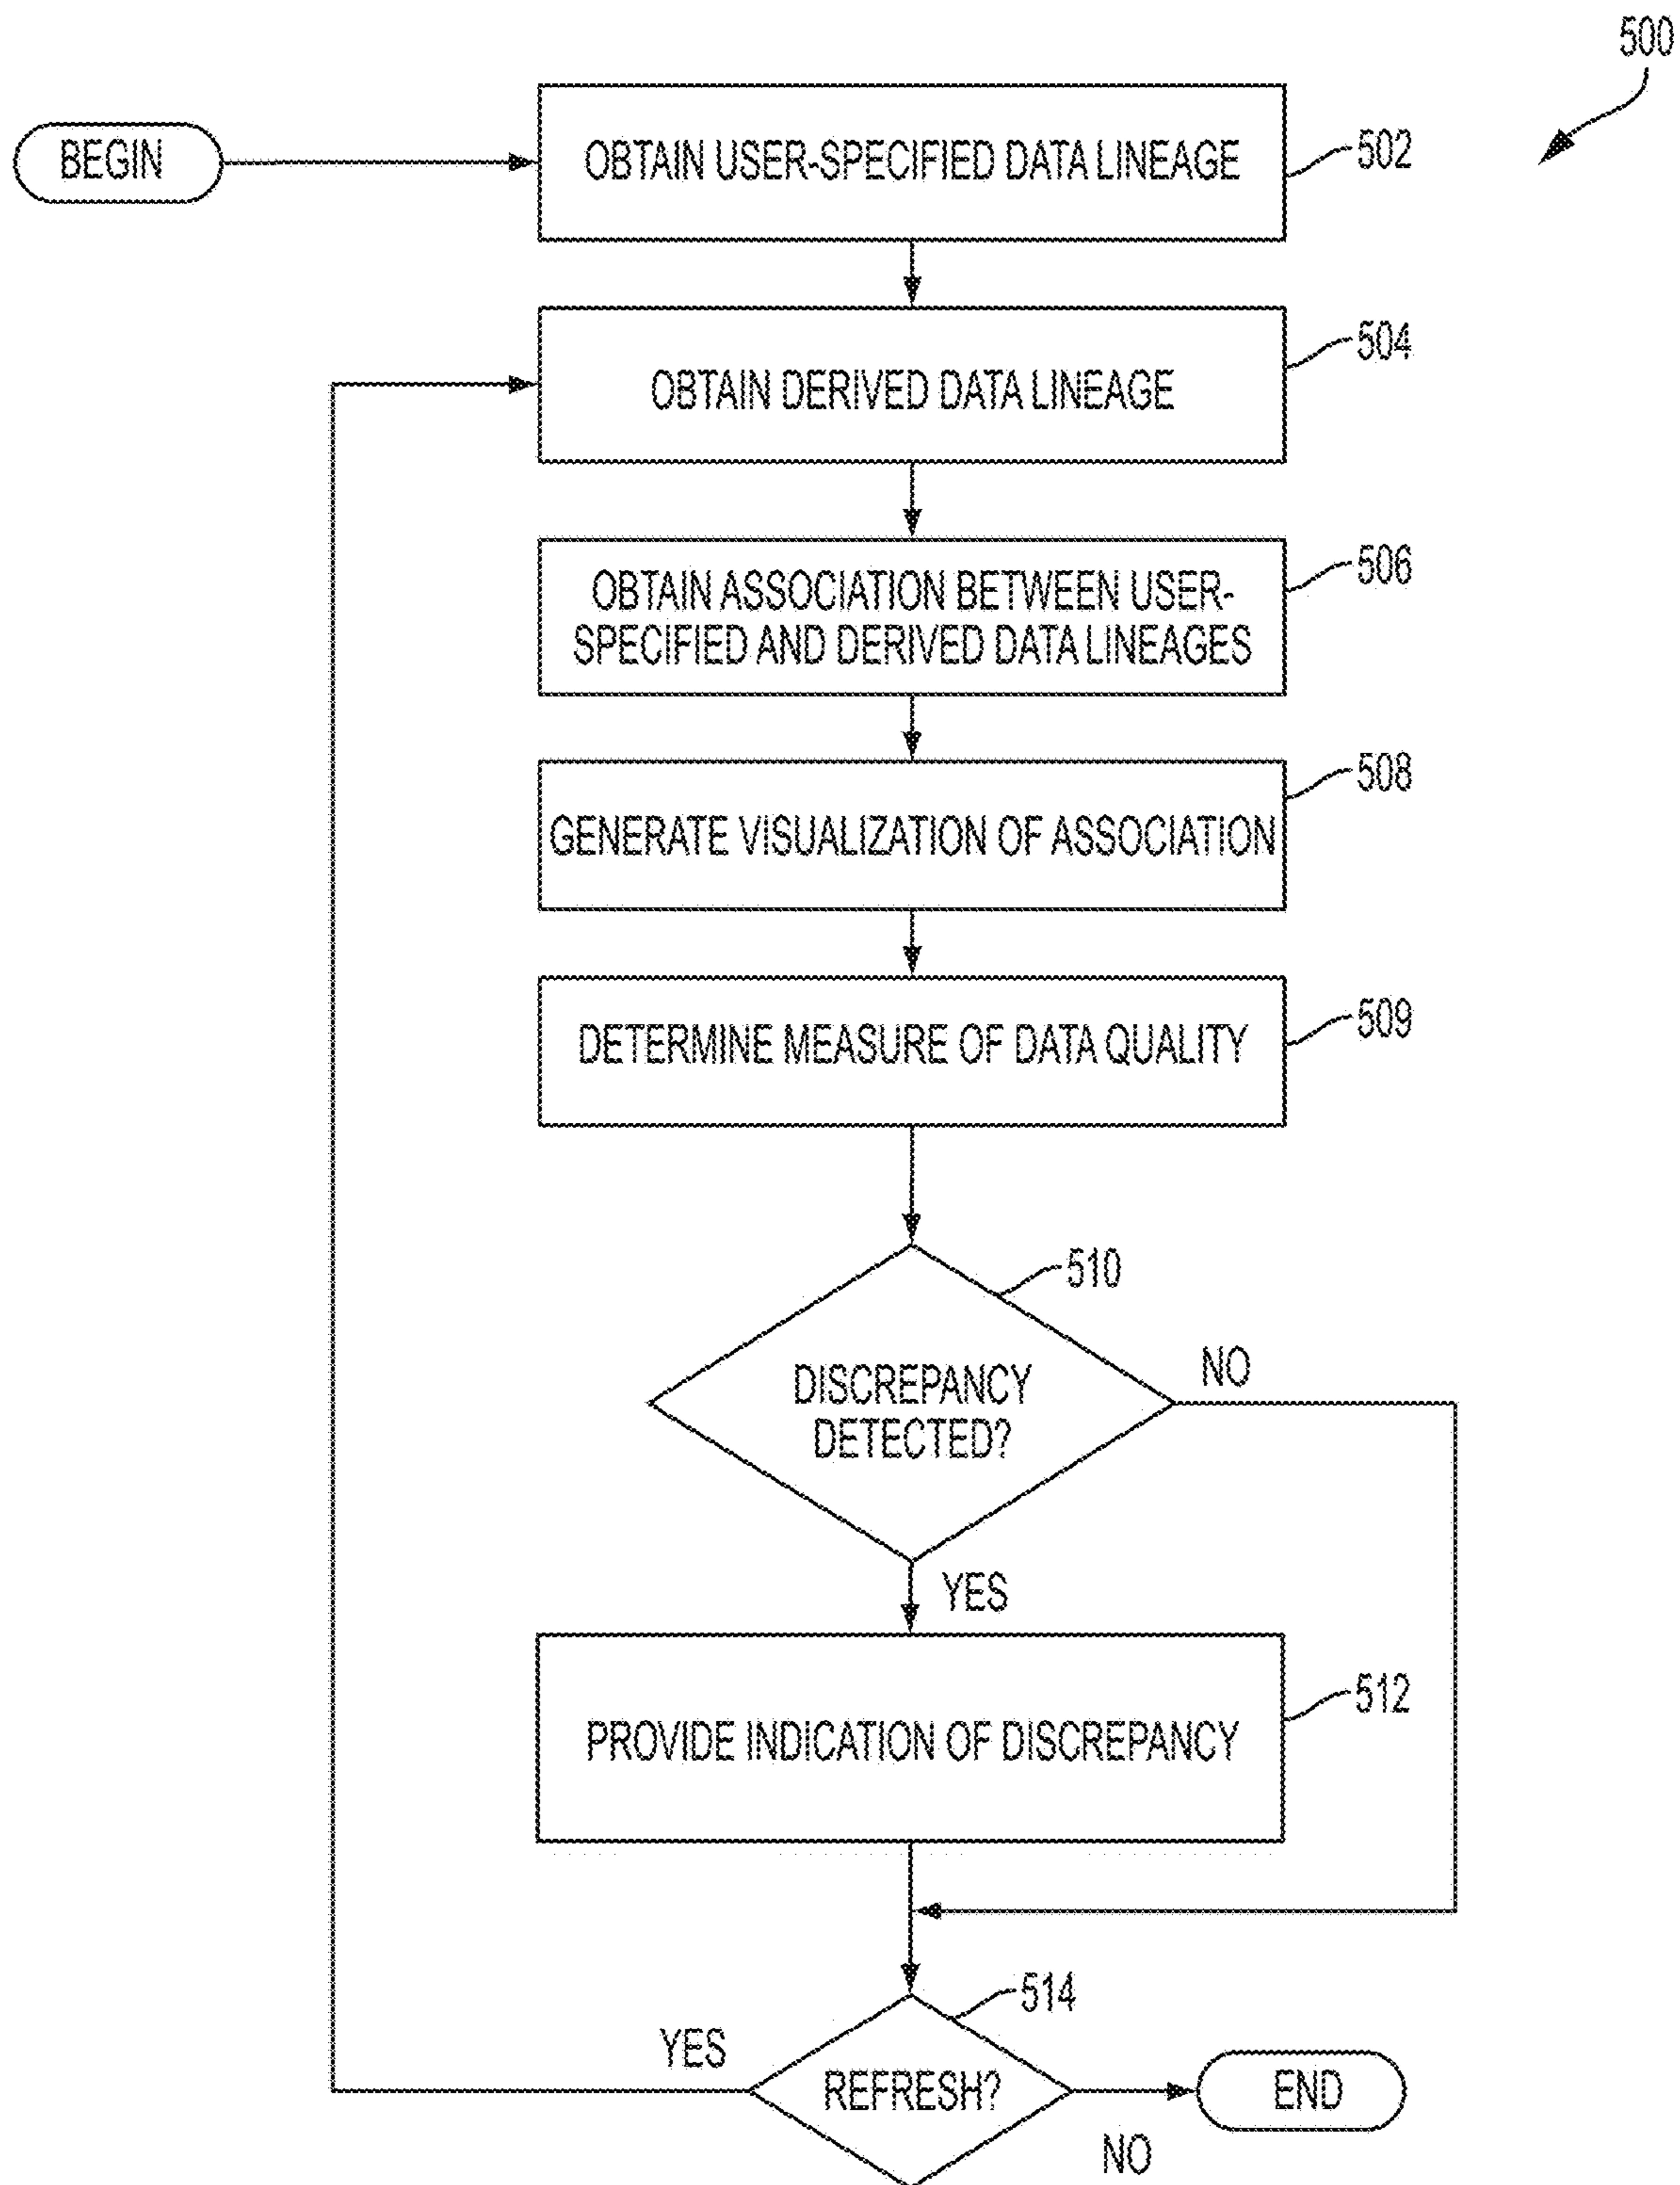 500
BEGIN
OBTAIN USER-SPECIFIED DATA LINEAGE
502
OBTAIN DERIVED DATA LINEAGE
504
OBTAIN ASSOCIATION BETWEEN USER-
SPECIFIED AND DERIVED DATA LINEAGES
506
GENERATE VISUALIZATION OF ASSOCIATION
508
DETERMINE MEASURE OF DATA QUALITY
509
510
DISCREPANCY
DETECTED?
NO
YES
PROVIDE INDICATION OF DISCREPANCY
512
514
YES
REFRESH?
END
NO